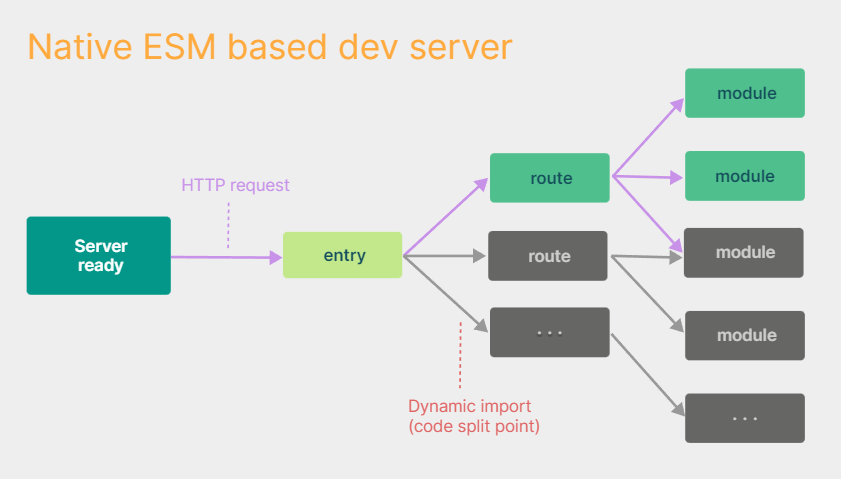 Native ESM based dev server
module
HTTP request
route
module
Server
ready
entry
route
module
...
module
Dynamic import
(code split point)
...